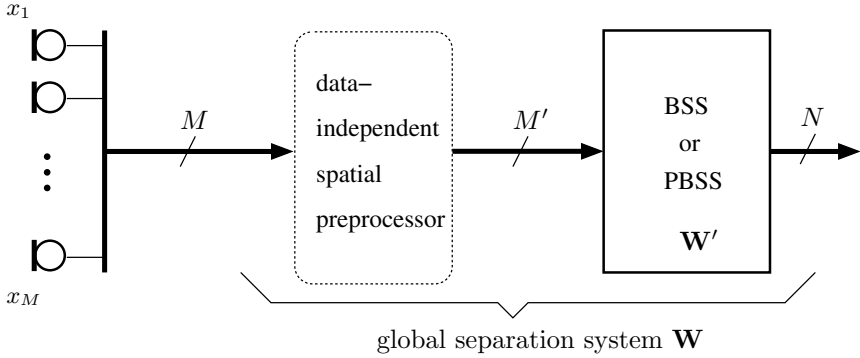 x1
M
data–
independent
spatial
preprocessor
M'
BSS
or
PBSS
W'
N
xM
global separation system W